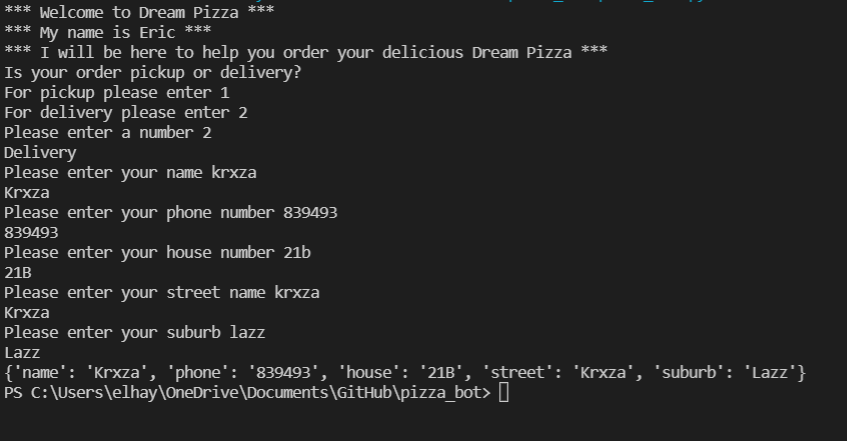 *** Welcome to Dream Pizza ***
*** My name is Eric ***
*** I will be here to help you order your delicious Dream Pizza ***
Is your order pickup or delivery?
For pickup please enter 1
For delivery please enter 2
Please enter a number 2
Delivery
Please enter your name krxza
Krxza
Please enter your phone number 839493
839493
Please enter your house number 21b
21B
Please enter your street name krxza
Krxza
Please enter your suburb lazz
Lazz
{'name': 'Krxza', 'phone': '839493', 'house': '21B', 'street': 'Krxza', 'suburb': 'Lazz'}
PS C:\Users\elhay\OneDrive\Documents\GitHub\pizza_bot>